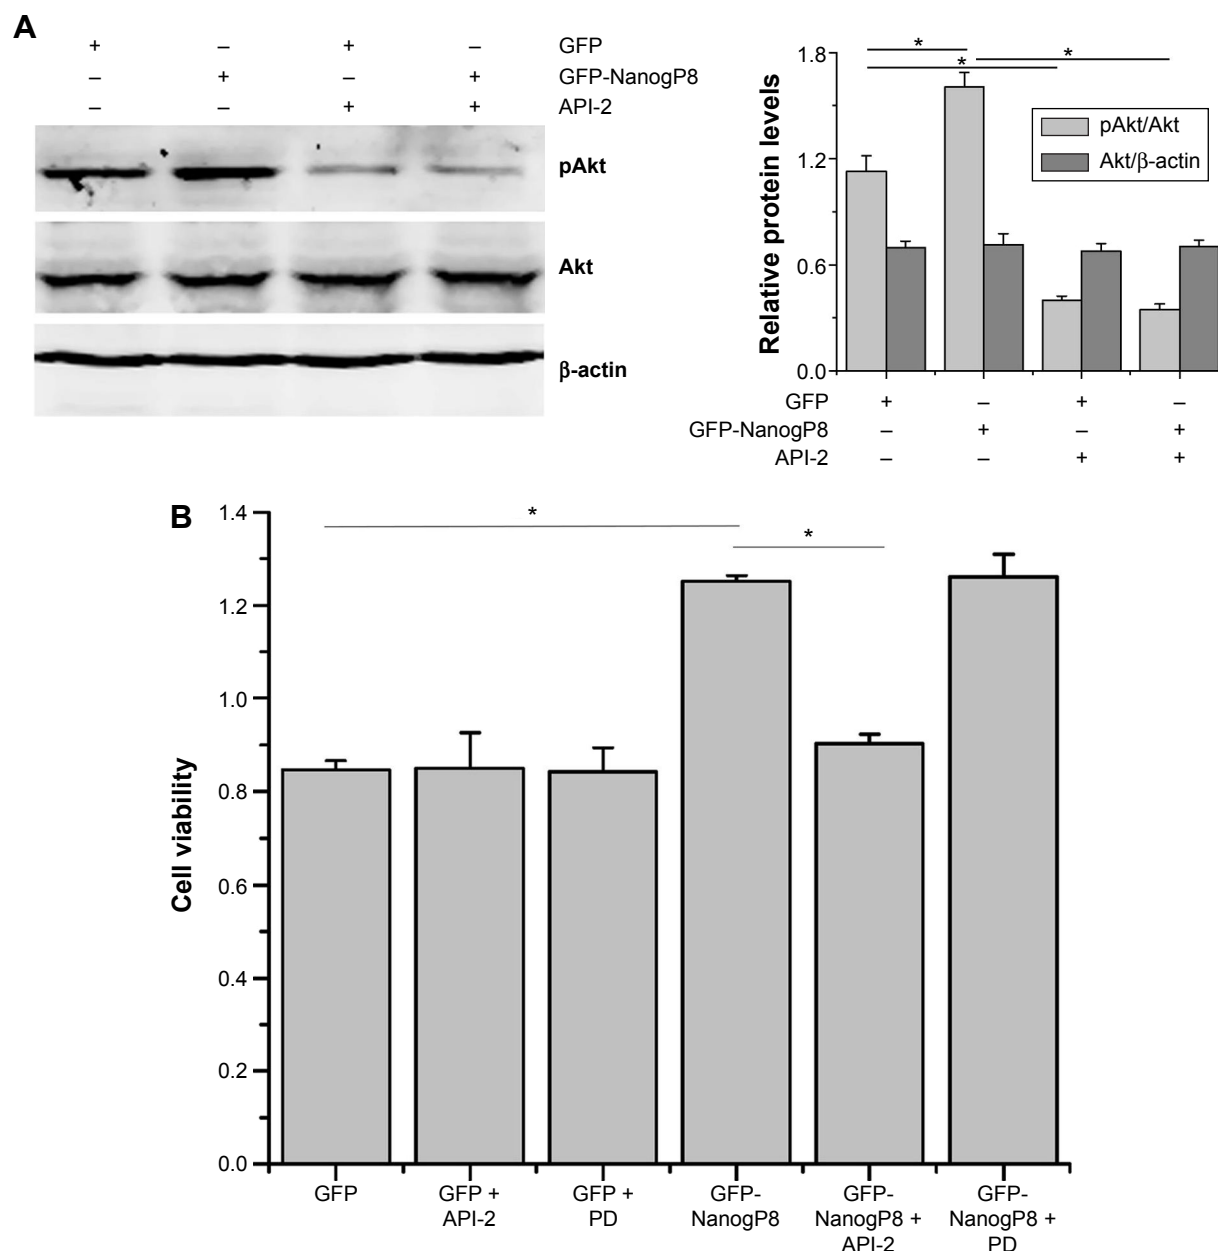 A
+ – + – GFP
– + – + GFP-NanogP8
– – + + API-2
pAkt
Akt
β-actin
Relative protein levels
1.8
1.2
0.6
0.0
* *
*
pAkt/Akt
Akt/β-actin
GFP + – + –
GFP-NanogP8 – + – +
API-2 – – + +
B
Cell viability
1.4
1.2
1.0
0.8
0.6
0.4
0.2
0.0
*
*
GFP
GFP +
API-2
GFP +
PD
GFP-
NanogP8
GFP-
NanogP8 +
API-2
GFP-
NanogP8 +
PD